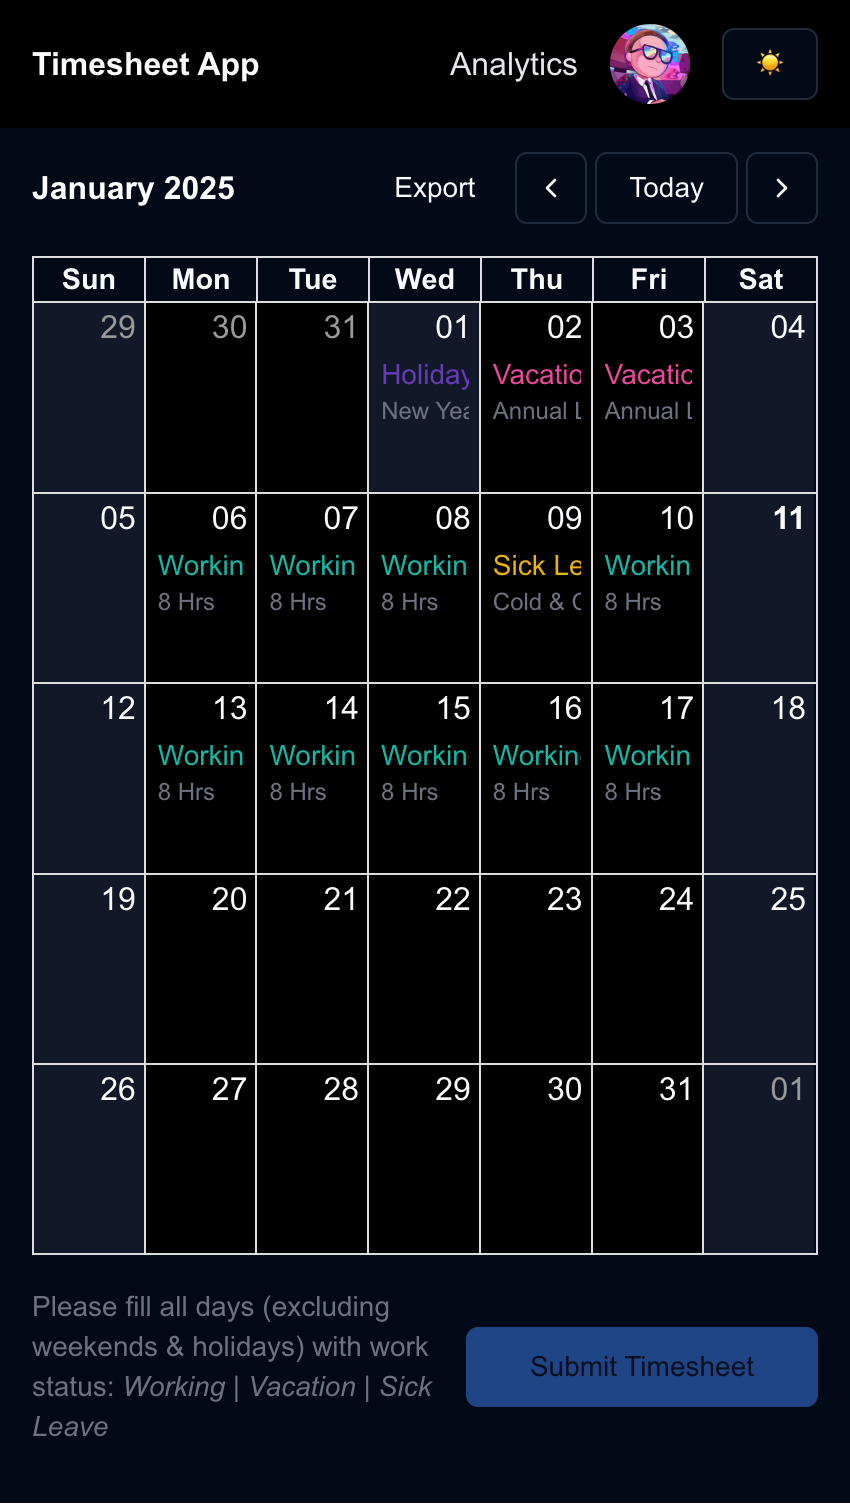 Timesheet App Analytics
January 2025 Export Today
Sun Mon Tue Wed Thu Fri Sat
29 30 31 01 02 03 04
Holiday Vacatio Vacatic
New Yea Annual L Annual L
05 06 07 08 09 10 11
Workin Workin Workin Sick Le Workin
8 Hrs 8 Hrs 8 Hrs Cold & C 8 Hrs
12 13 14 15 16 17 18
Workin Workin Workin Workin Workin
8 Hrs 8 Hrs 8 Hrs 8 Hrs 8 Hrs
19 20 21 22 23 24 25
26 27 28 29 30 31 01
Please fill all days (excluding
weekends & holidays) with work
status: Working | Vacation | Sick
Leave
Submit Timesheet